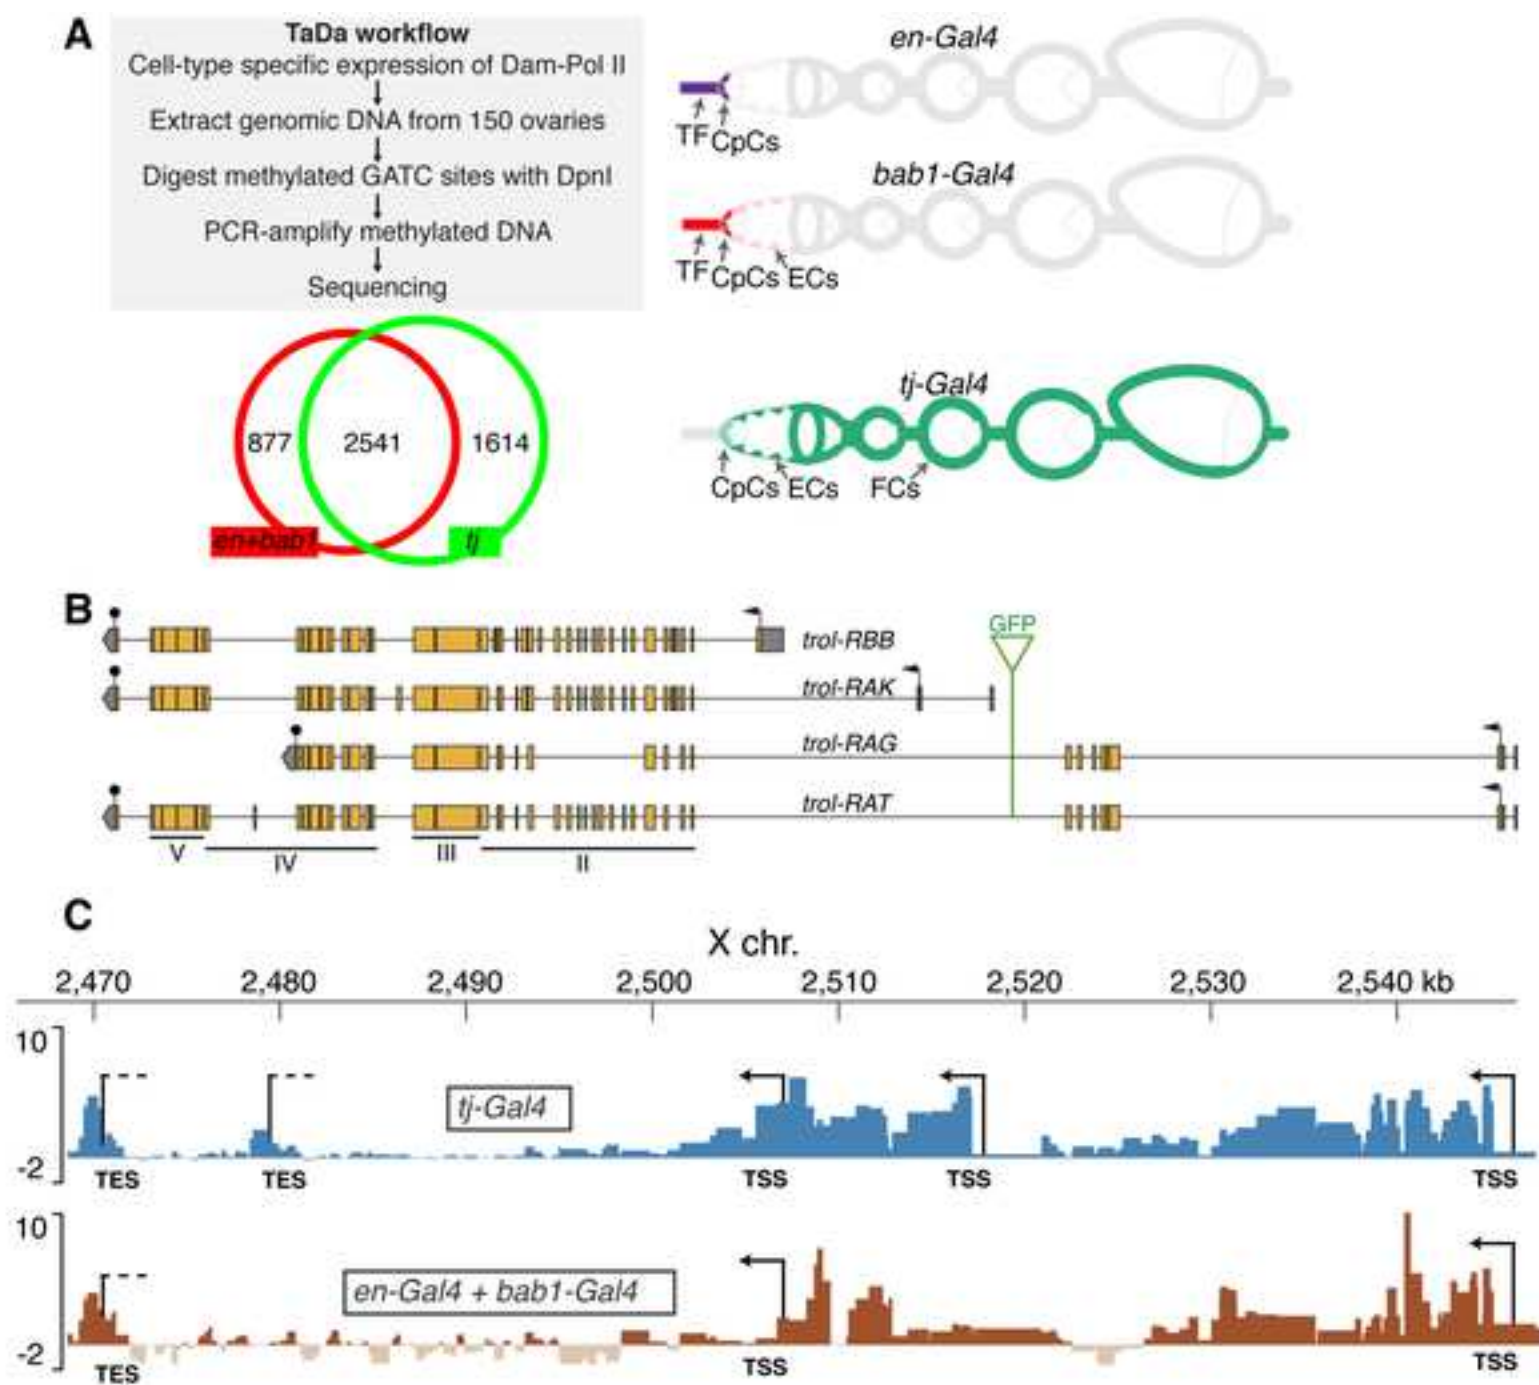 A
TaDa workflow
Cell-type specific expression of Dam-Pol II
Extract genomic DNA from 150 ovaries
Digest methylated GATC sites with DpnI
PCR-amplify methylated DNA
Sequencing
877
2541
1614
en+bab1
tj
en-Gal4
TF
CpCs
bab1-Gal4
TF
CpCs
ECs
tj-Gal4
CpCs
ECs
FCs
B
trol-RBB
GFP
trol-RAK
trol-RAG
trol-RAT
V
IV
III
II
C
X chr.
2,470 2,480 2,490 2,500 2,510 2,520 2,530 2,540 kb
10
tj-Gal4
-2
TES TES TSS TSS TSS
10
en-Gal4 + bab1-Gal4
-2
TES TSS TSS